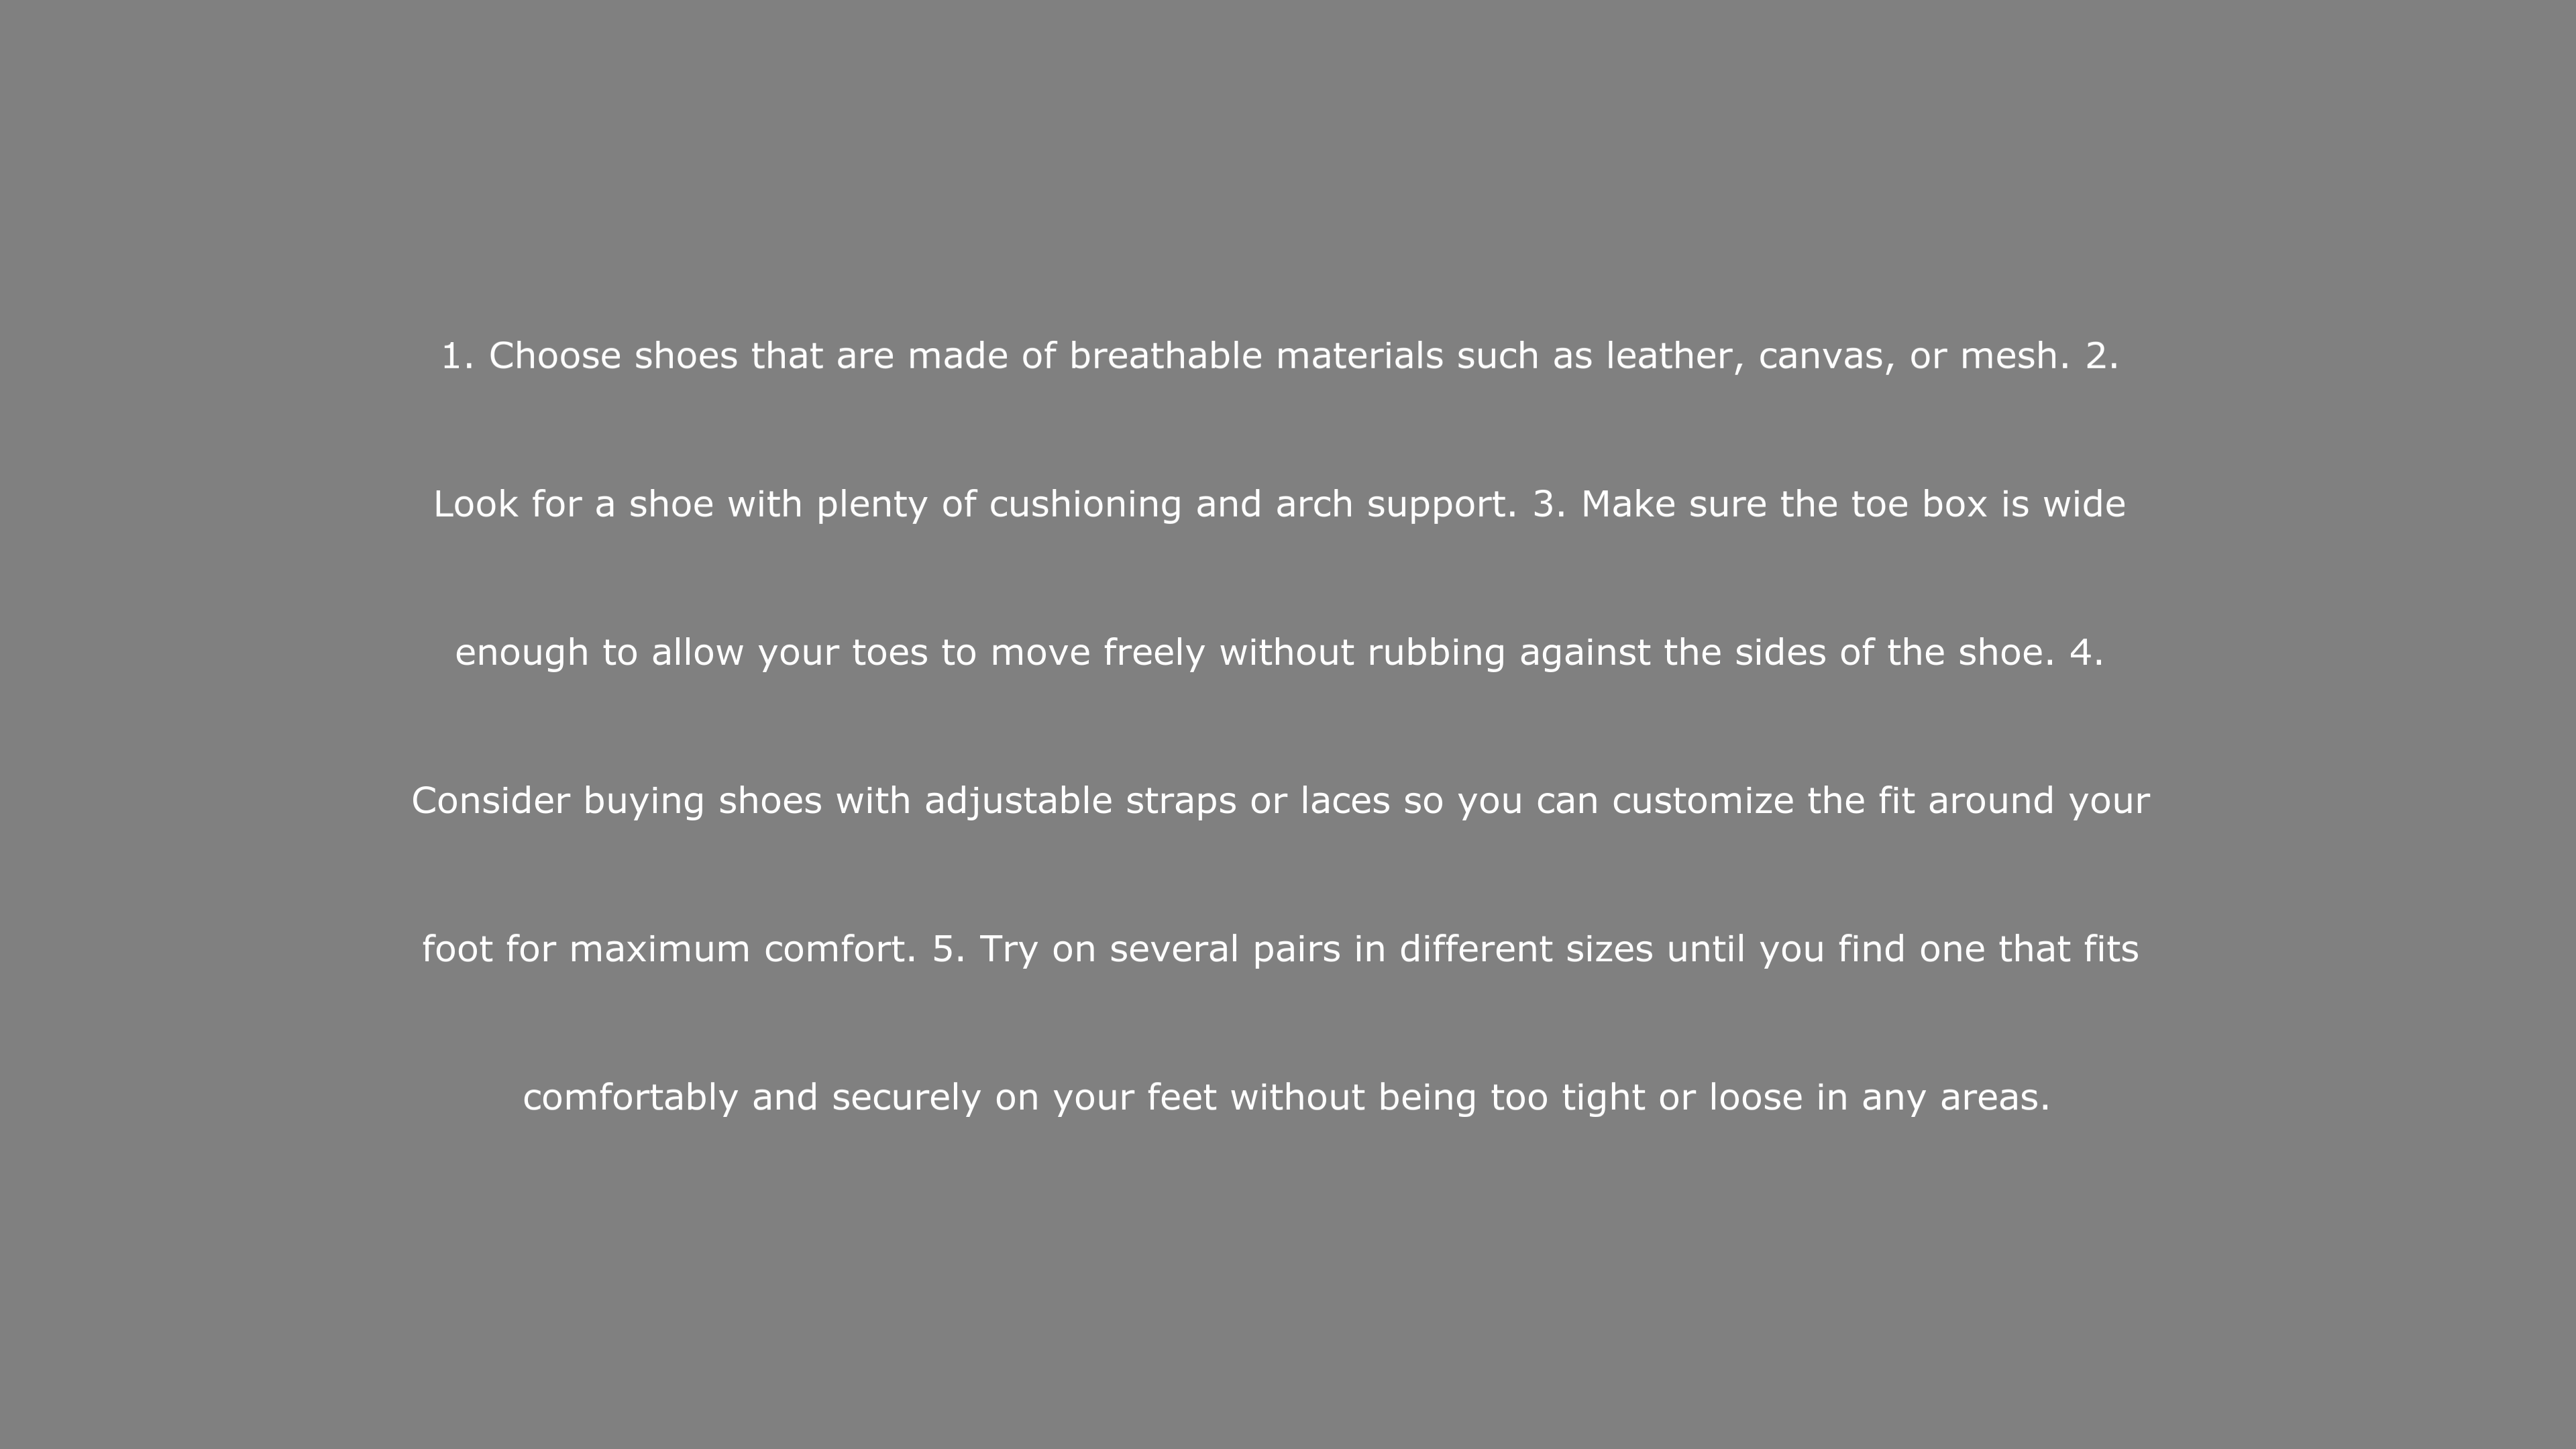 1. Choose shoes that are made of breathable materials such as leather, canvas, or mesh. 2.
Look for a shoe with plenty of cushioning and arch support. 3. Make sure the toe box is wide
enough to allow your toes to move freely without rubbing against the sides of the shoe. 4.
Consider buying shoes with adjustable straps or laces so you can customize the fit around your
foot for maximum comfort. 5. Try on several pairs in different sizes until you find one that fits
comfortably and securely on your feet without being too tight or loose in any areas.